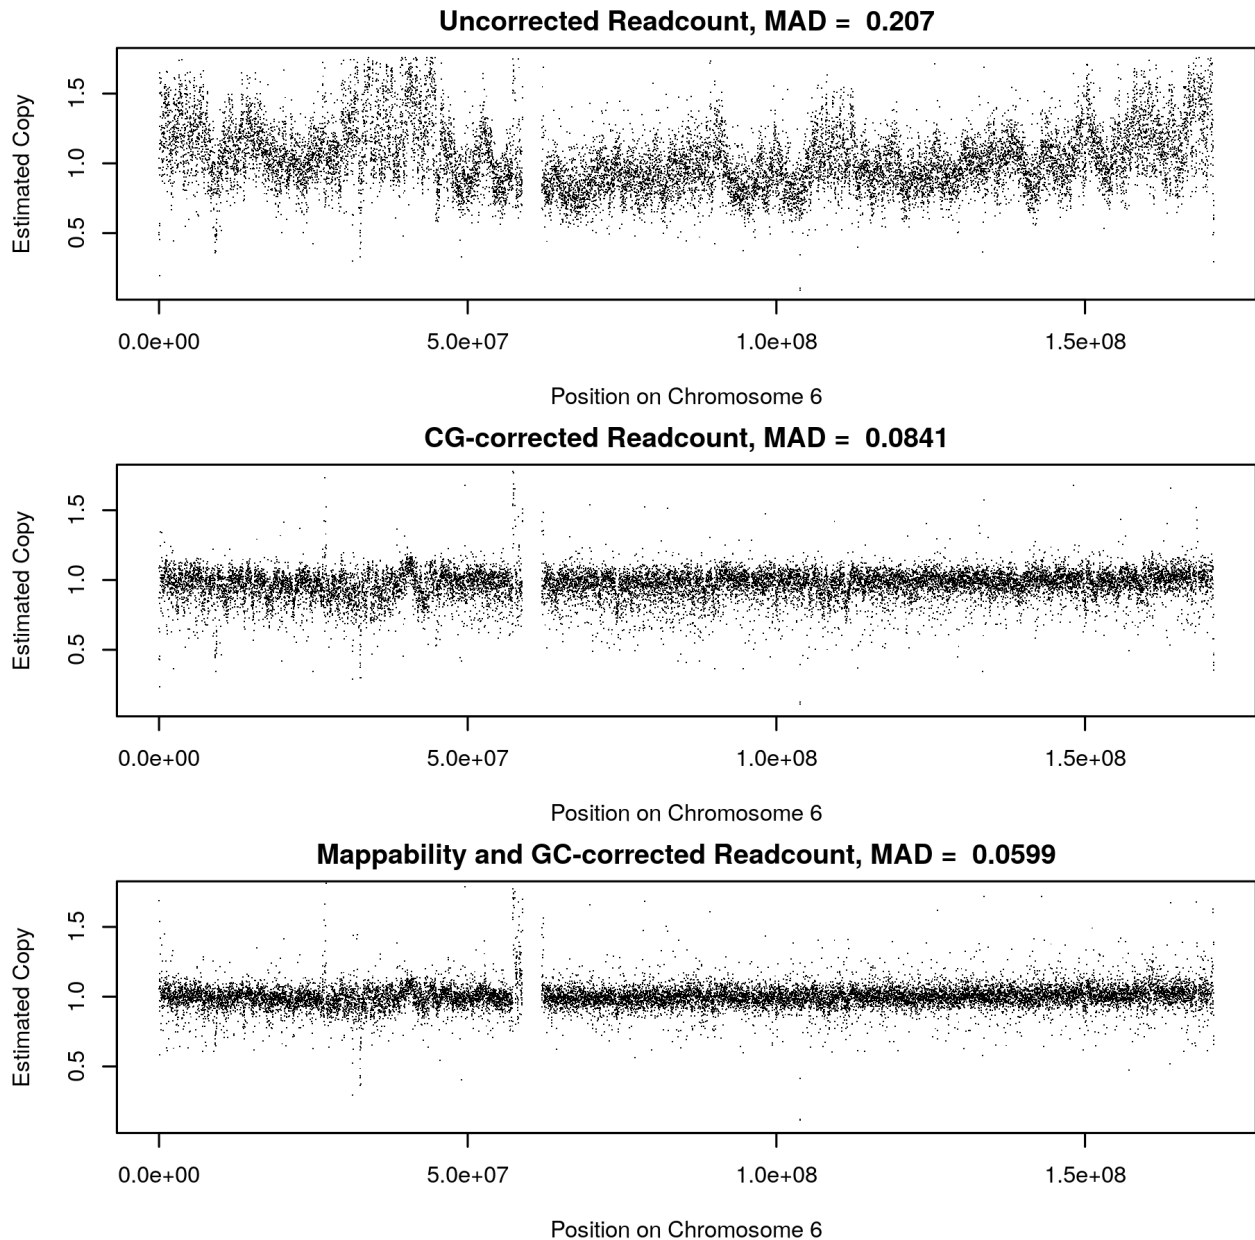 Uncorrected Readcount, MAD =  0.207
Estimated Copy
1.5
1.0
0.5
0.0e+00 5.0e+07 1.0e+08 1.5e+08
Position on Chromosome 6
CG-corrected Readcount, MAD =  0.0841
Estimated Copy
1.5
1.0
0.5
0.0e+00 5.0e+07 1.0e+08 1.5e+08
Position on Chromosome 6
Mappability and GC-corrected Readcount, MAD =  0.0599
Estimated Copy
1.5
1.0
0.5
0.0e+00 5.0e+07 1.0e+08 1.5e+08
Position on Chromosome 6